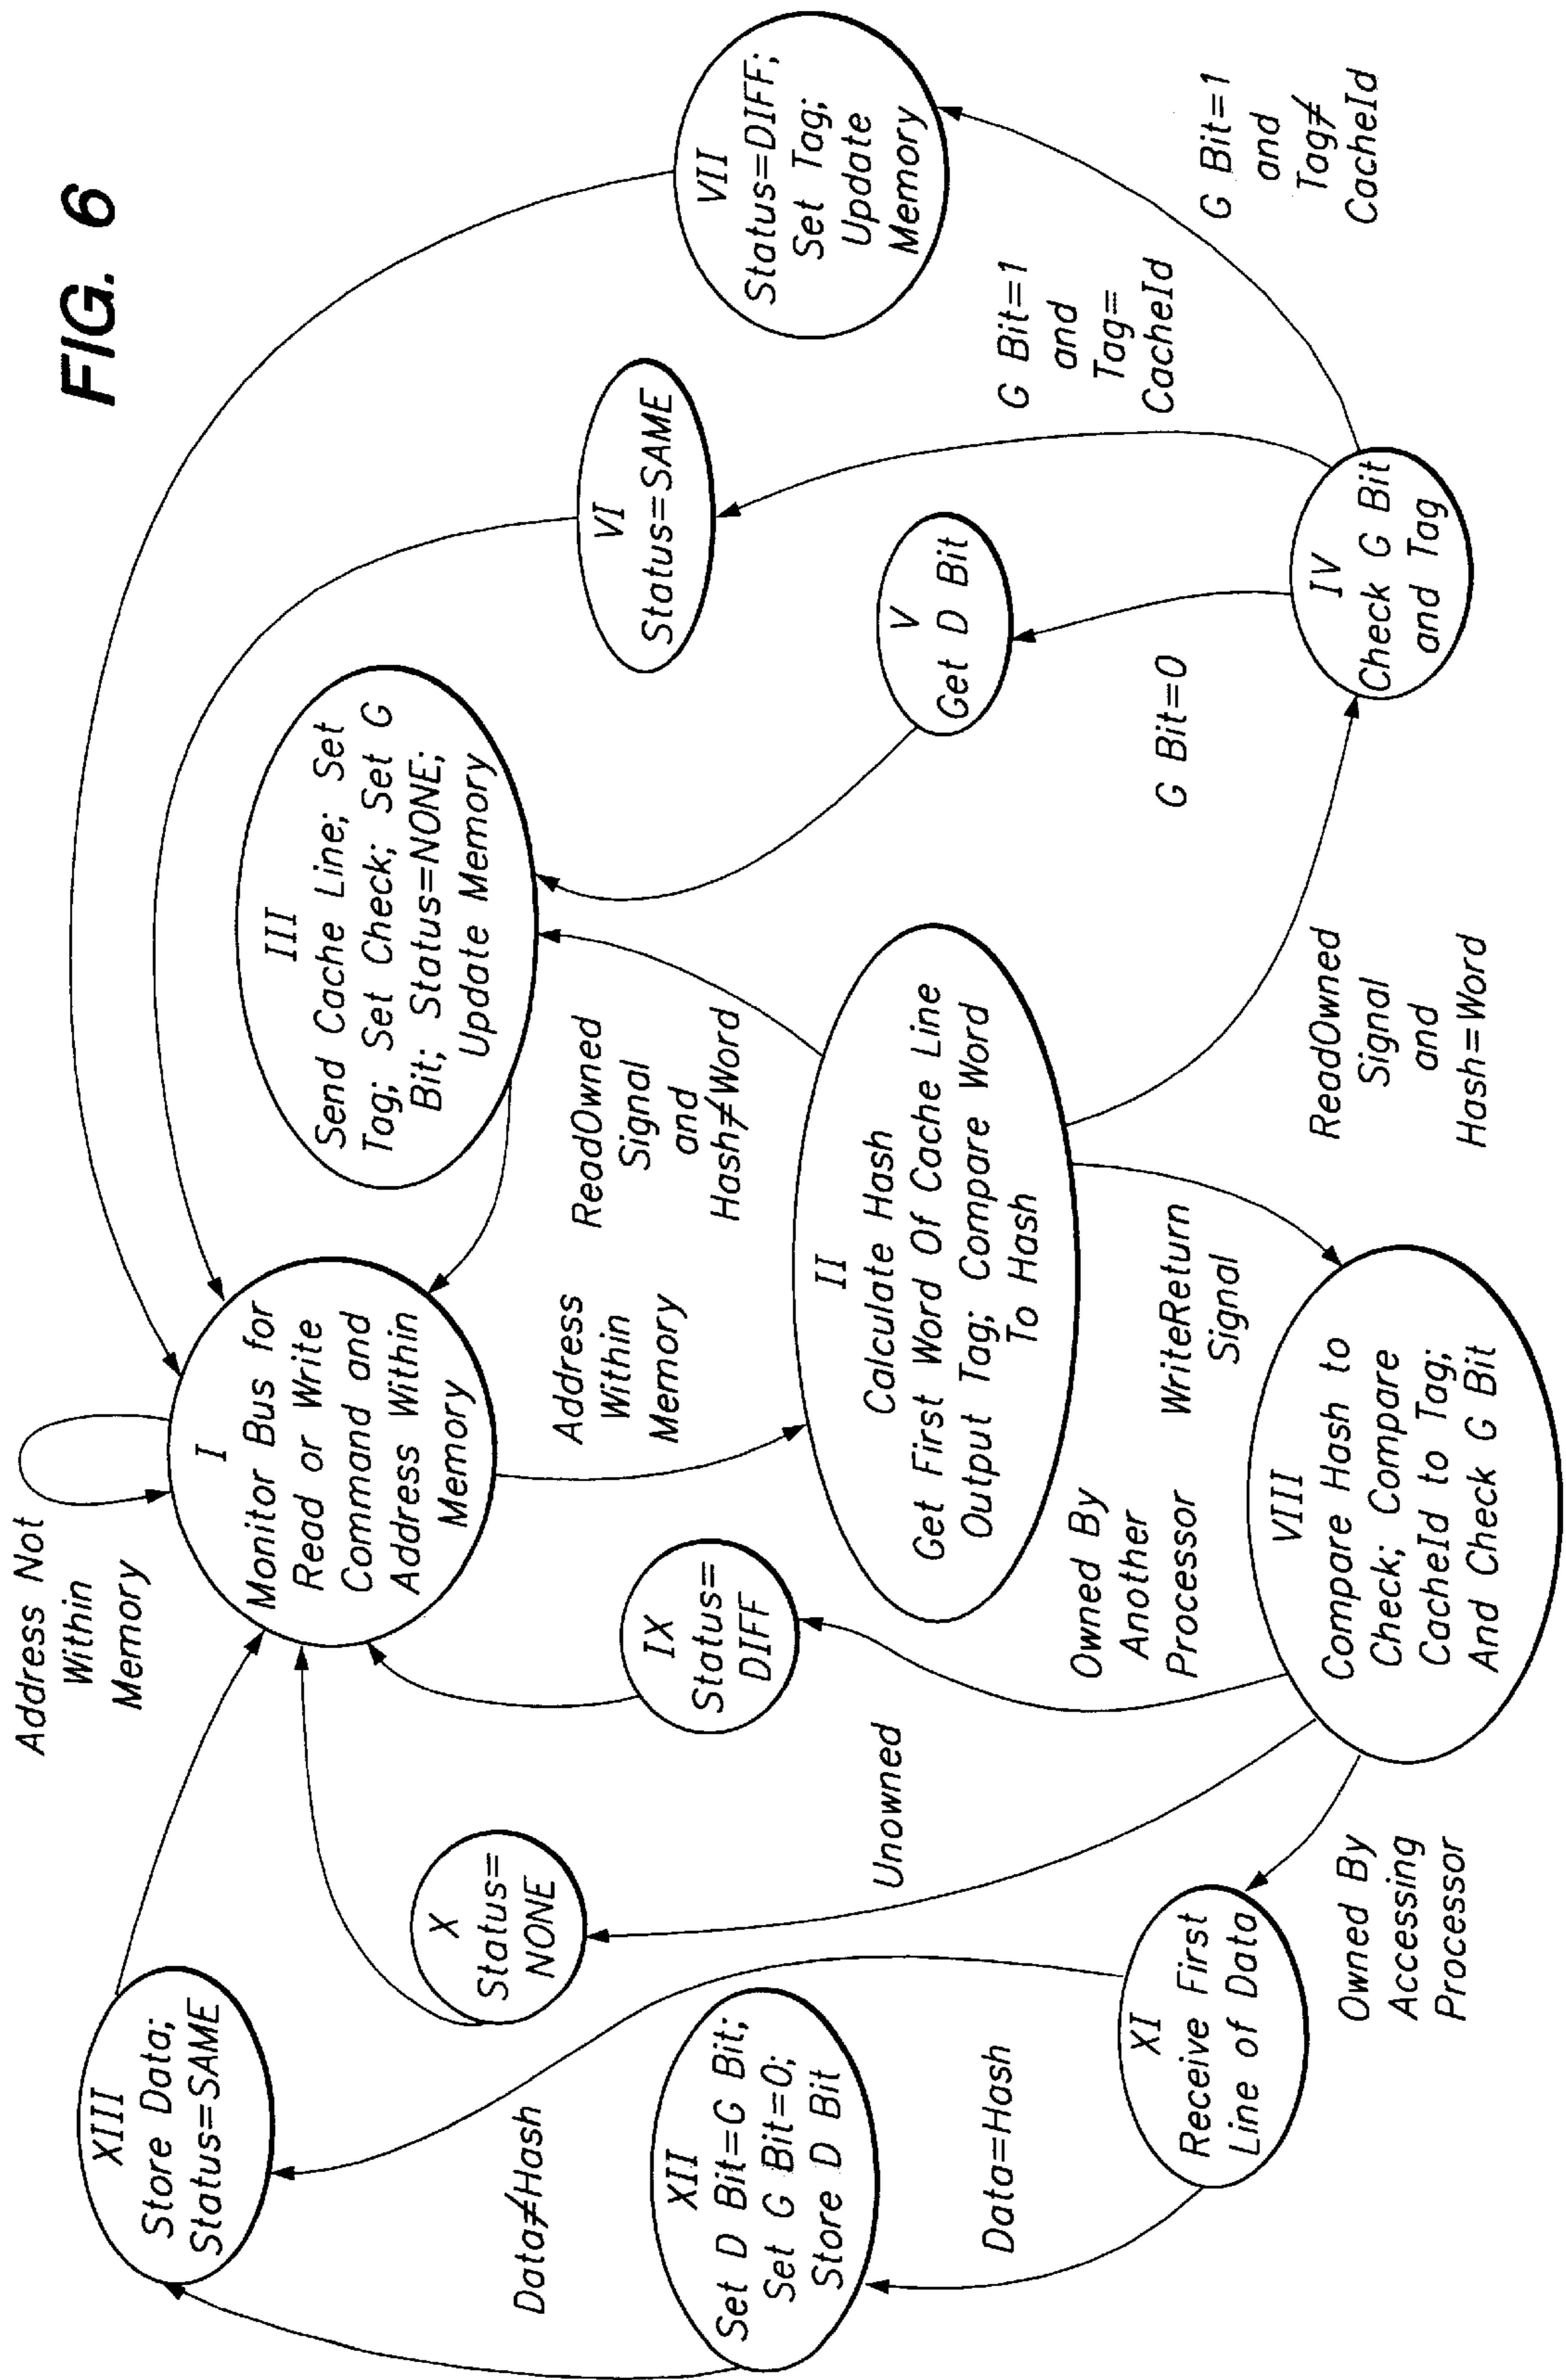 FIG. 6
Address Not
Within
Memory
I
Monitor Bus for
Read or Write
Command and
Address Within
Memory
XIII
Store Data;
Status=SAME
X
Status=
NONE
IX
Status=
DIFF
III
Send Cache Line; Set
Tag; Set Check; Set G
Bit; Status=NONE;
Update Memory
VI
Status=SAME
VII
Status=DIFF;
Set Tag;
Update
Memory
Data≠Hash
XII
Set D Bit=G Bit;
Set G Bit=0;
Store D Bit
Address
Within
Memory
ReadOwned
Signal
and
Hash≠Word
II
Calculate Hash
Get First Word Of Cache Line
Output Tag; Compare Word
To Hash
V
Get D Bit
G Bit=1
and
Tag=
CacheId
G Bit=1
and
Tag≠
CacheId
Unowned
Owned By
Another
Processor
WriteReturn
Signal
G Bit=0
Data=Hash
XI
Receive First
Line of Data
Owned By
Accessing
Processor
VIII
Compare Hash to
Check; Compare
CacheId to Tag;
And Check G Bit
ReadOwned
Signal
and
Hash=Word
IV
Check G Bit
and Tag